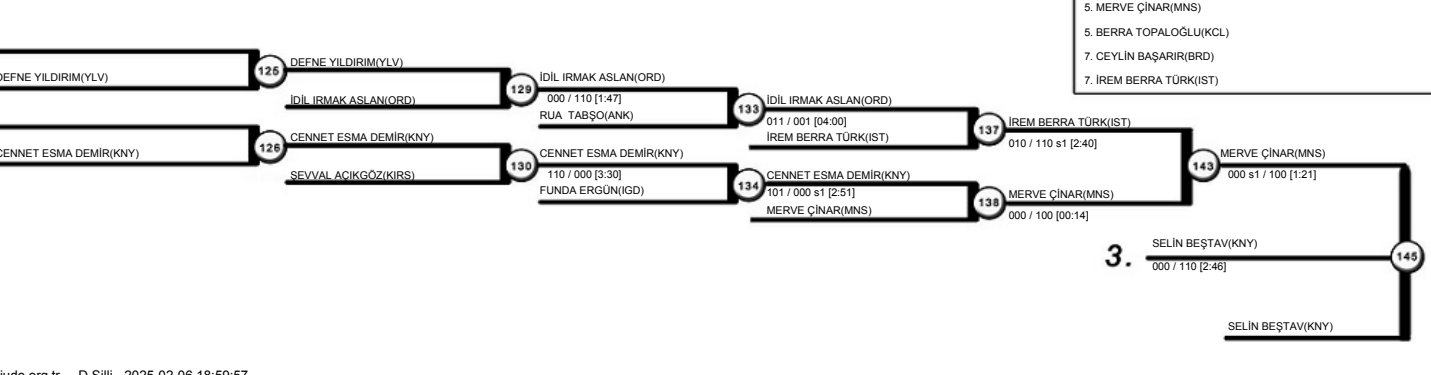 5. MERVE ÇİNAR(MNS)
5. BERRA TOPALOĞLU(KCL)
7. CEYLİN BAŞARIR(BRD)
7. İREM BERRA TÜRK(IST)
DEFNE YILDIRIM(YLV)
125
DEFNE YILDIRIM(YLV)
İDİL IRMAK ASLAN(ORD)
129
İDİL IRMAK ASLAN(ORD)
000 / 110 [1:47]
RUA TABŞO(ANK)
133
İDİL IRMAK ASLAN(ORD)
011 / 001 [04:00]
İREM BERRA TÜRK(IST)
137
İREM BERRA TÜRK(IST)
010 / 110 s1 [2:40]
CENNET ESMA DEMİR(KNY)
126
CENNET ESMA DEMİR(KNY)
ŞEVVAL AÇIKGÖZ(KIRS)
130
CENNET ESMA DEMİR(KNY)
110 / 000 [3:30]
FUNDA ERGÜN(IGD)
134
CENNET ESMA DEMİR(KNY)
101 / 000 s1 [2:51]
MERVE ÇİNAR(MNS)
138
MERVE ÇİNAR(MNS)
000 / 100 [00:14]
143
MERVE ÇİNAR(MNS)
000 s1 / 100 [1:21]
3.
SELİN BEŞTAV(KNY)
000 / 110 [2:46]
145
SELİN BEŞTAV(KNY)